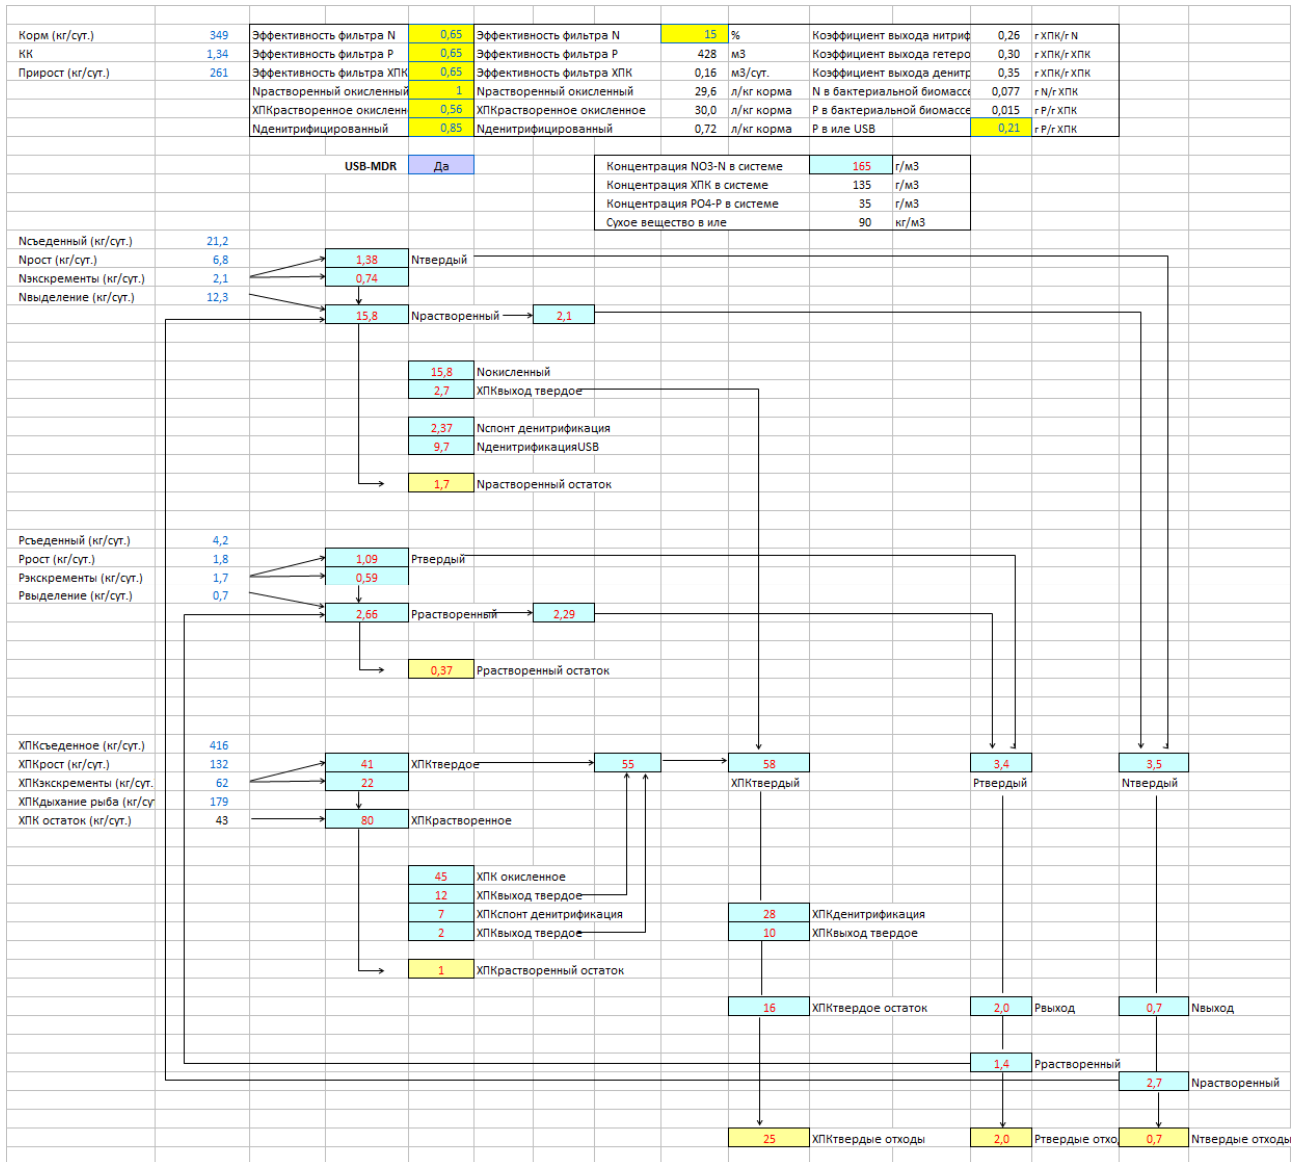 Корм (кг/сут.) 349 Эффективность фильтра N 0,65 Эффективность фильтра N 15 % Коэффициент выхода нитриф 0,26 г ХПК/г N
КК 1,34 Эффективность фильтра P 0,65 Эффективность фильтра P 428 м3 Коэффициент выхода гетеро 0,30 г ХПК/г ХПК
Прирост (кг/сут.) 261 Эффективность фильтра ХПК 0,65 Эффективность фильтра ХПК 0,16 м3/сут. Коэффициент выхода денитр 0,35 г ХПК/г ХПК
Nрастворенный окисленный 1 Nрастворенный окисленный 29,6 л/кг корма N в бактериальной биомассе 0,077 г N/г ХПК
ХПКрастворенное окисленн 0,56 ХПКрастворенное окисленное 30,0 л/кг корма P в бактериальной биомассе 0,015 г P/г ХПК
Nденитрифицированный 0,85 Nденитрифицированный 0,72 л/кг корма P в иле USB 0,21 г P/г ХПК
USB-MDR Да Концентрация NO3-N в системе 165 г/м3
Концентрация ХПК в системе 135 г/м3
Концентрация PO4-P в системе 35 г/м3
Сухое вещество в иле 90 кг/м3
Nсъеденный (кг/сут.) 21,2
Nрост (кг/сут.) 6,8 1,38 Nтвердый
Nэкскременты (кг/сут.) 2,1 0,74
Nвыделение (кг/сут.) 12,3
15,8 Nрастворенный 2,1
15,8 Nокисленный
2,7 ХПКвыход твердое
2,37 Nспонт денитрификация
9,7 NденитрификацияUSB
1,7 Nрастворенный остаток
Pсъеденный (кг/сут.) 4,2
Pрост (кг/сут.) 1,8 1,09 Pтвердый
Pэкскременты (кг/сут.) 1,7 0,59
Pвыделение (кг/сут.) 0,7
2,66 Pрастворенный 2,29
0,37 Pрастворенный остаток
ХПКсъеденное (кг/сут.) 416
ХПКрост (кг/сут.) 132 41 ХПКтвердое 55 58 3,4 3,5
ХПКэкскременты (кг/сут. 62 22 ХПКтвердый Pтвердый Nтвердый
ХПКдыхание рыба (кг/су 179
ХПК остаток (кг/сут.) 43 80 ХПКрастворенное
45 ХПК окисленное
12 ХПКвыход твердое
7 ХПКспонт денитрификация 28 ХПКденитрификация
2 ХПКвыход твердое 10 ХПКвыход твердое
1 ХПКрастворенный остаток
16 ХПКтвердое остаток 2,0 Pвыход 0,7 Nвыход
1,4 Pрастворенный
2,7 Nрастворенный
25 ХПКтвердые отходы 2,0 Pтвердые отхо 0,7 Nтвердые отходы